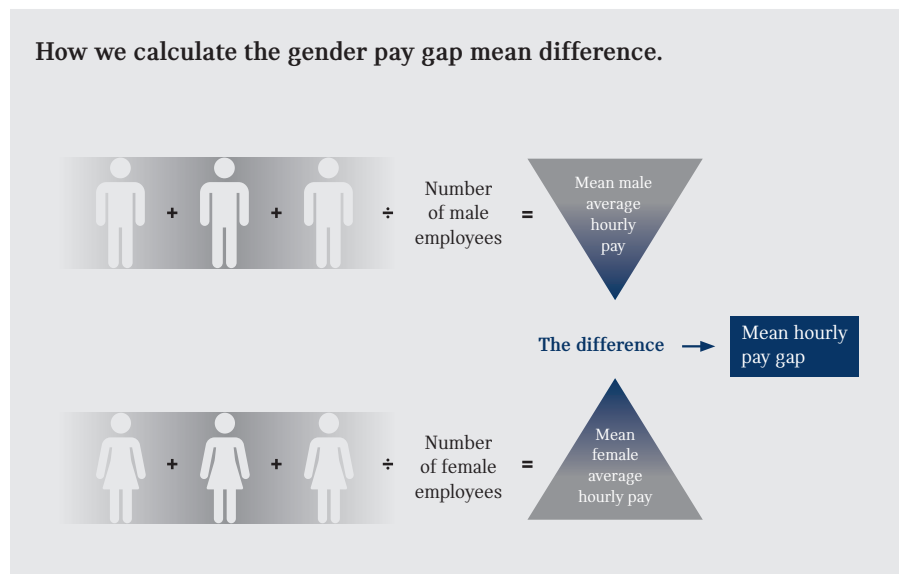 How we calculate the gender pay gap mean difference.
+ + ÷
Number
of male
employees
=
Mean male
average
hourly
pay
The difference
Mean hourly
pay gap
+ + ÷
Number
of female
employees
=
Mean
female
average
hourly pay